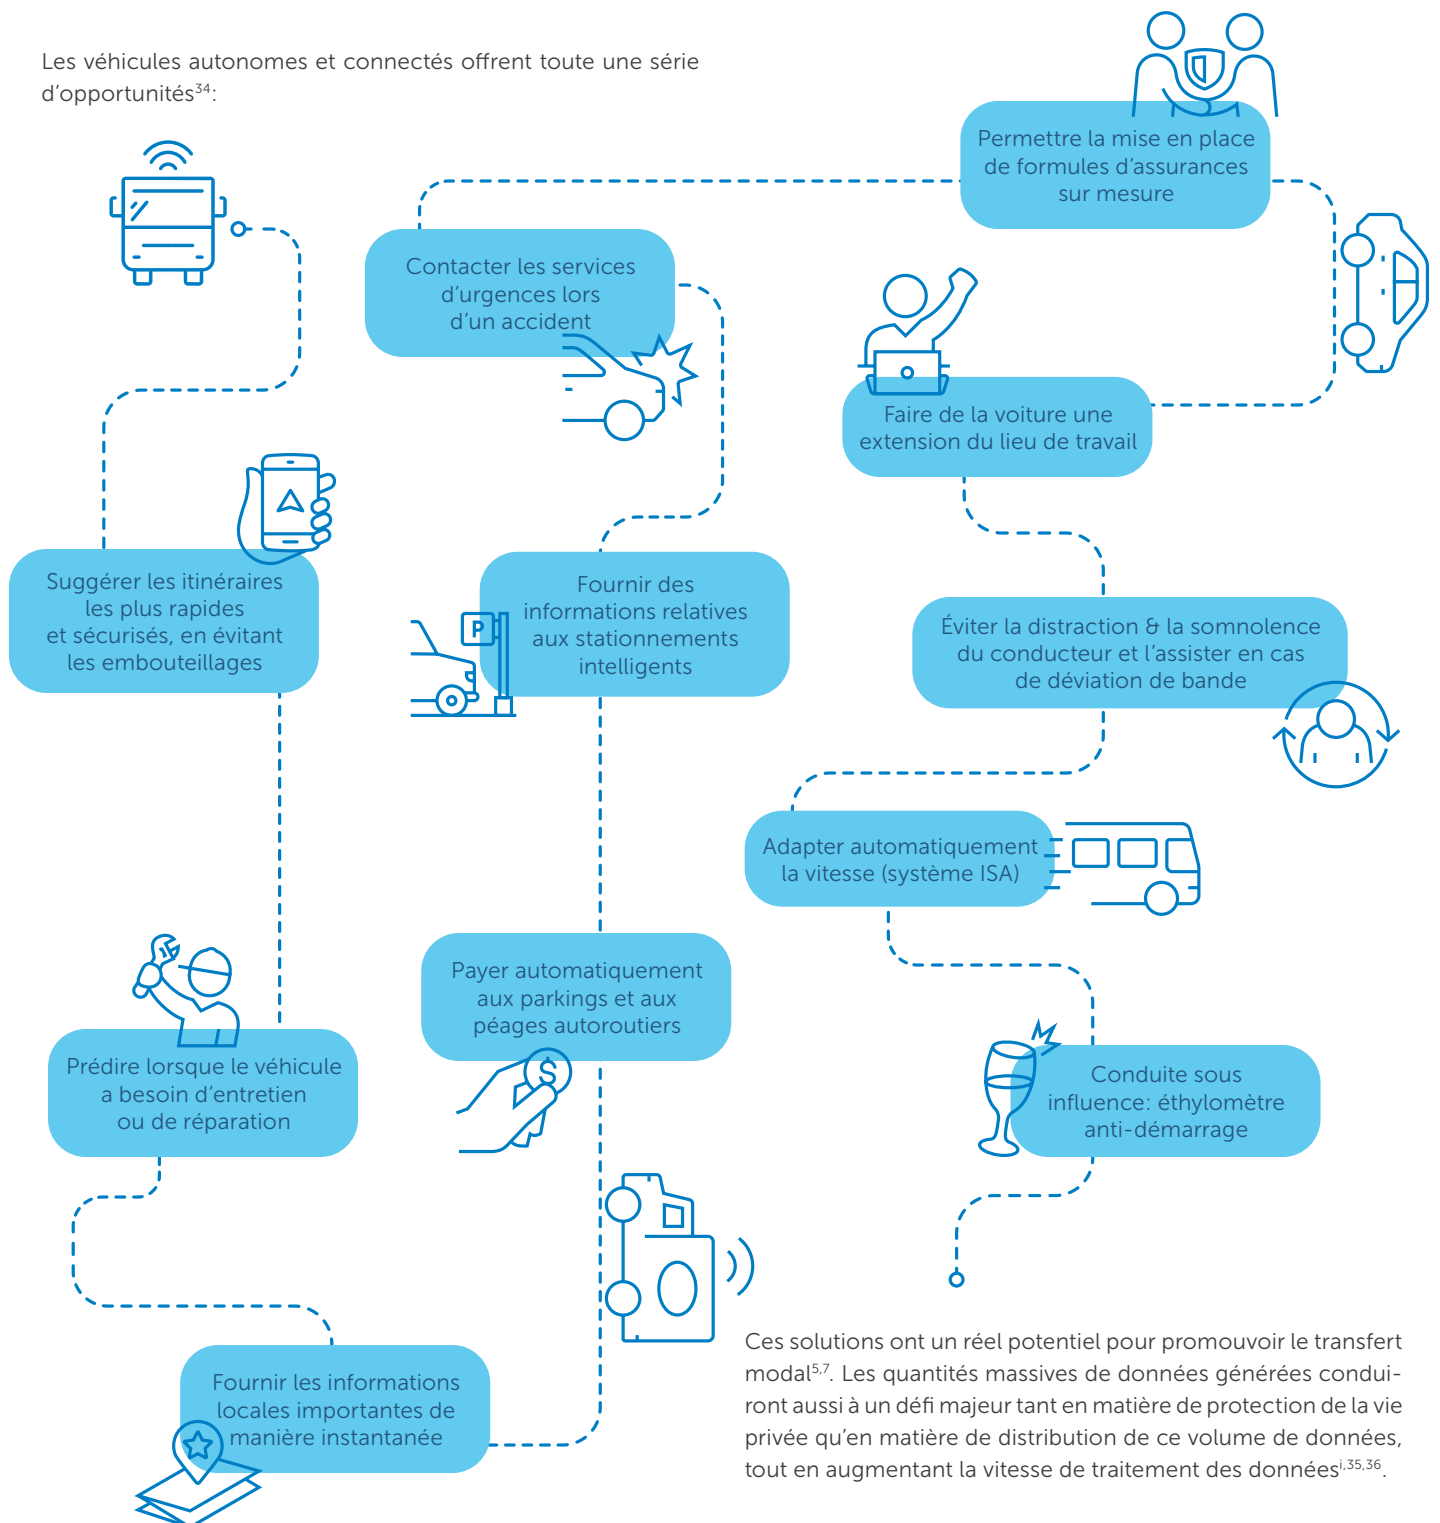 Les véhicules autonomes et connectés offrent toute une série
d'opportunités34:
Suggérer les itinéraires
les plus rapides
et sécurisés, en évitant
les embouteillages
Prédire lorsque le véhicule
a besoin d'entretien
ou de réparation
Fournir les informations
locales importantes de
manière instantanée
Payer automatiquement
aux parkings et aux
péages autoroutiers
$
Fournir des
informations relatives
aux stationnements
intelligents
P
Contacter les services
d'urgences lors
d'un accident
Permettre la mise en place
de formules d'assurances
sur mesure
Faire de la voiture une
extension du lieu de travail
Éviter la distraction & la somnolence
du conducteur et l'assister en cas
de déviation de bande
Adapter automatiquement
la vitesse (système ISA)
Conduite sous
influence: éthylomètre
anti-démarrage
Ces solutions ont un réel potentiel pour promouvoir le transfert
modal5,7. Les quantités massives de données générées condui-
ront aussi à un défi majeur tant en matière de protection de la vie
privée qu'en matière de distribution de ce volume de données,
tout en augmentant la vitesse de traitement des donnéesi,35,36.